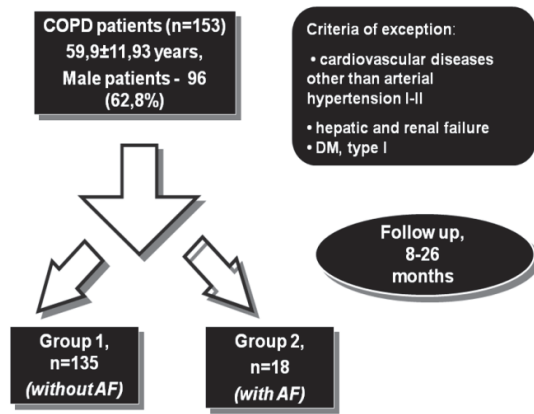 COPD patients (n=153)
59,9±11,93 years,
Male patients - 96
(62,8%)
Criteria of exception:
• cardiovascular diseases
other than arterial
hypertension I-II
• hepatic and renal failure
• DM, type I
Follow up,
8-26
months
Group 1,
n=135
(without AF)
Group 2,
n=18
(with AF)